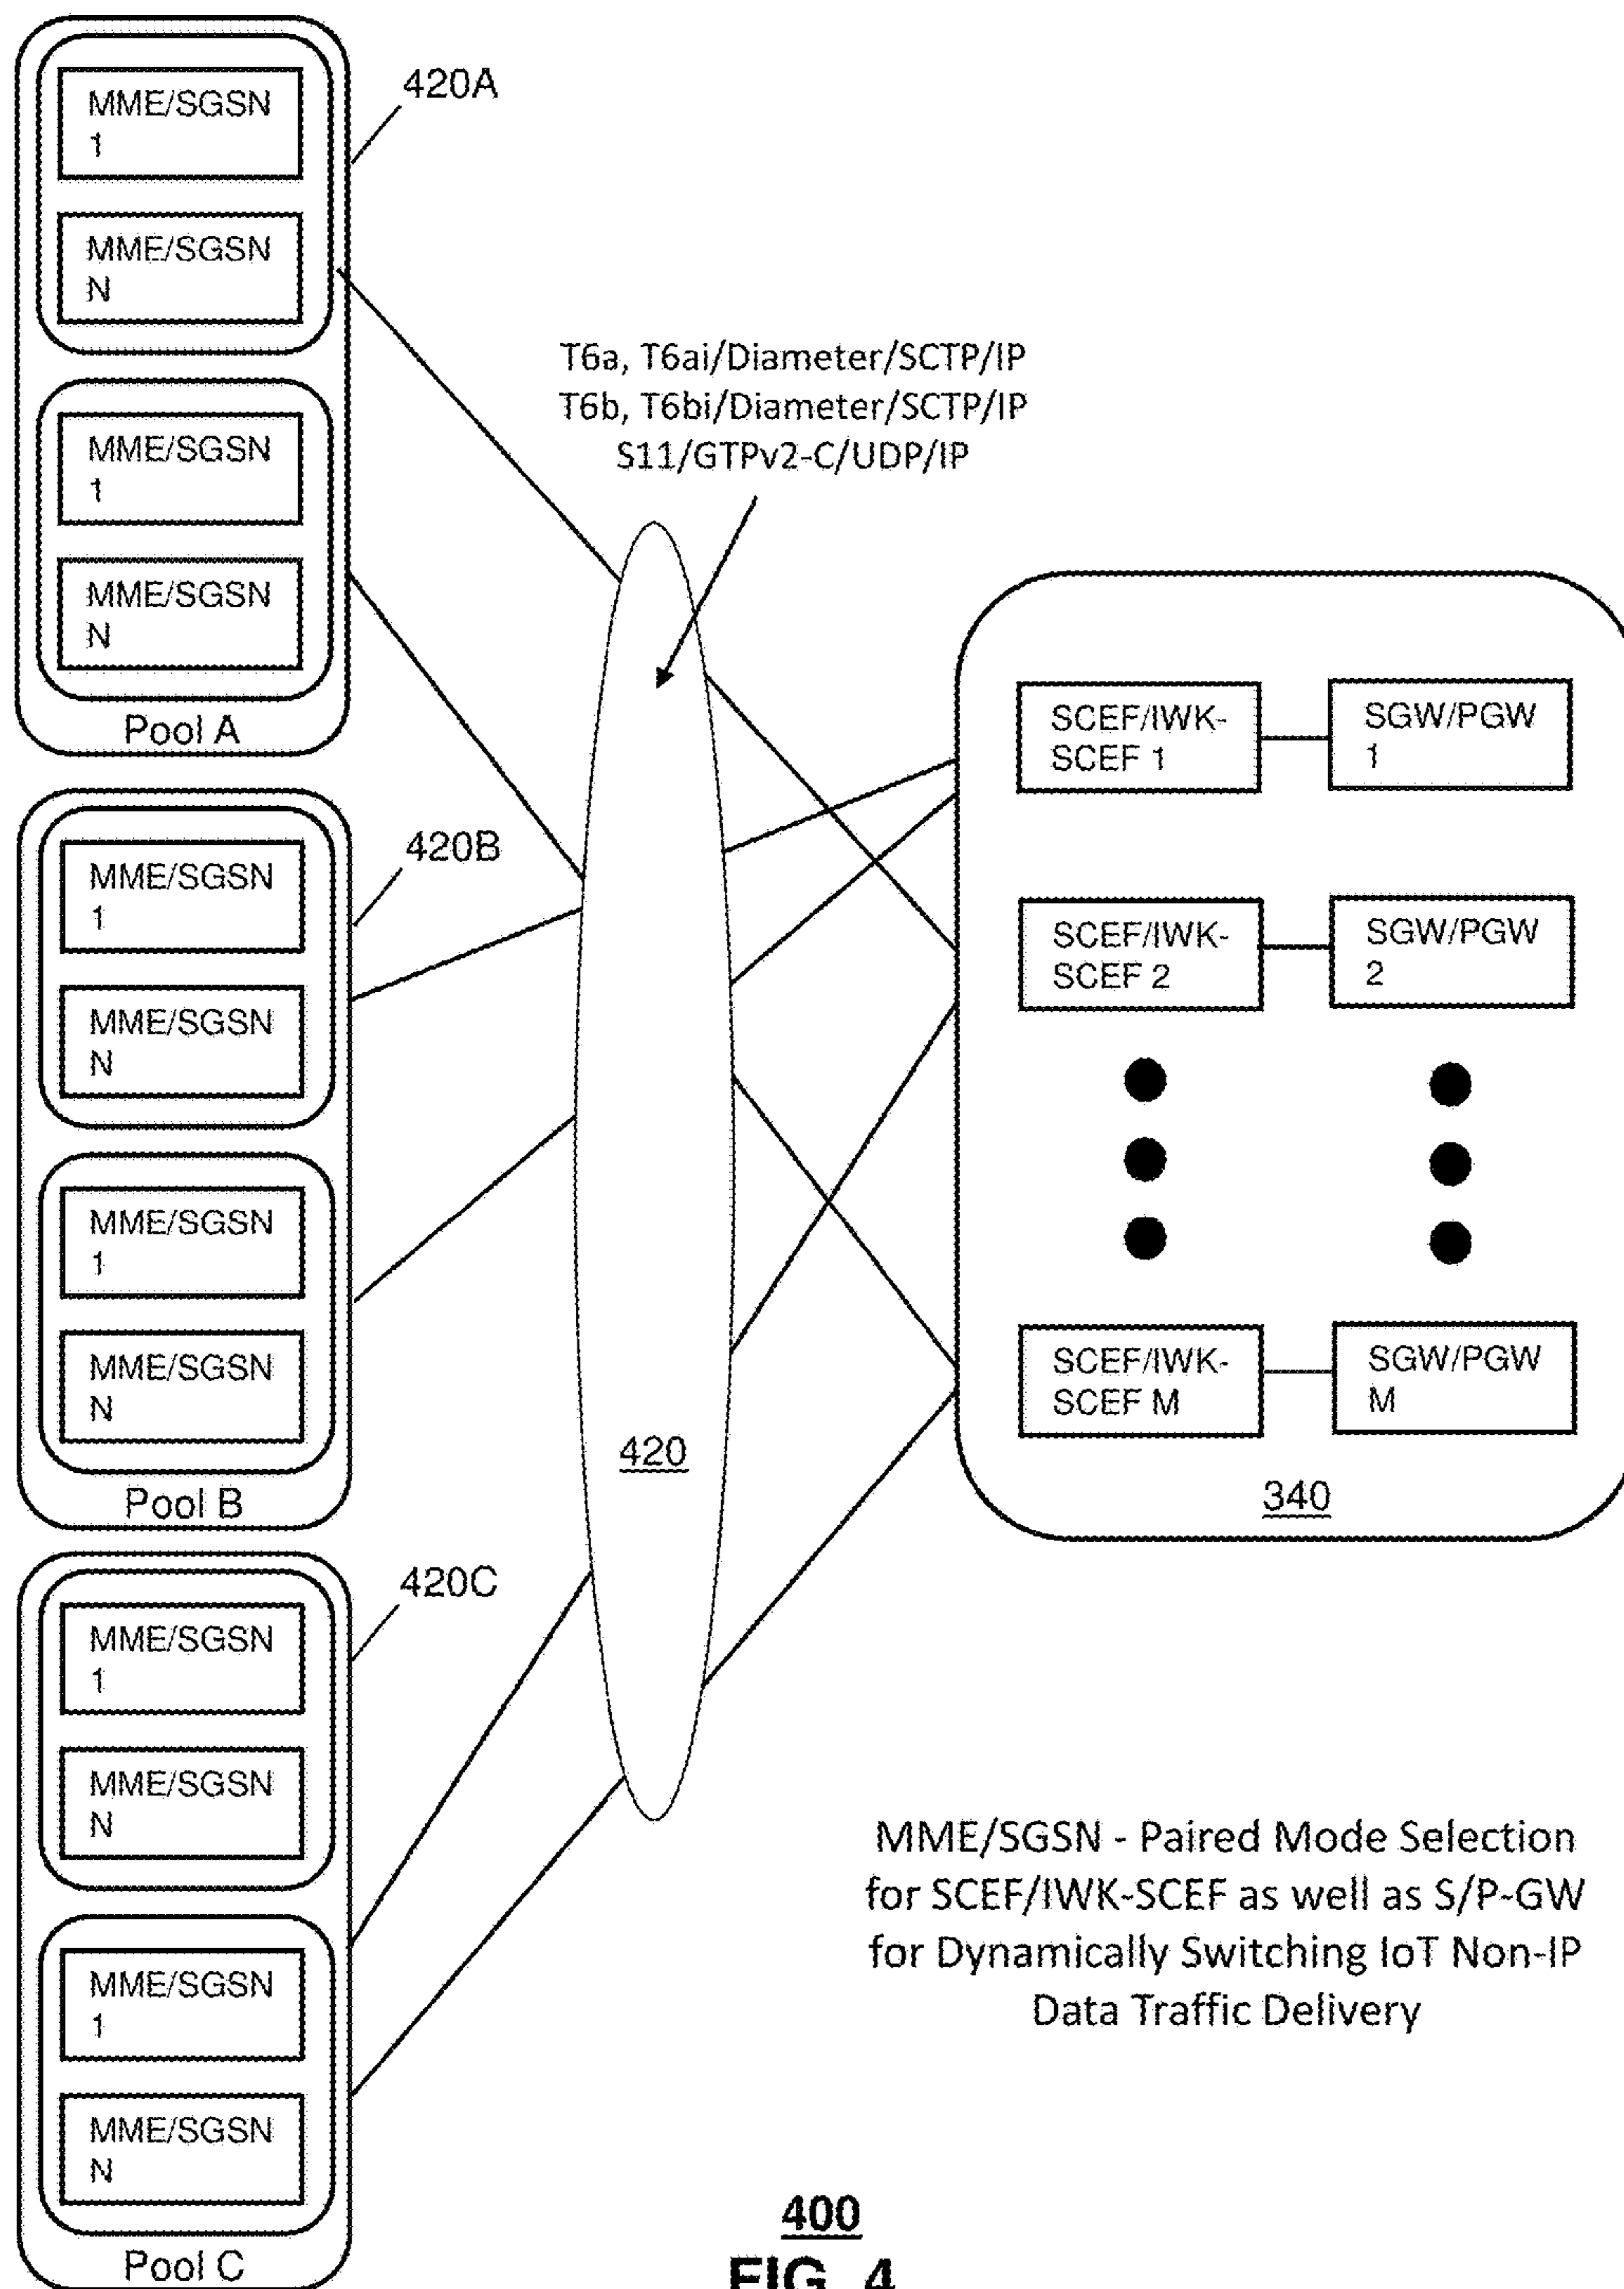 MME/SGSN
1
MME/SGSN
N
MME/SGSN
1
MME/SGSN
N
Pool A
420A
MME/SGSN
1
MME/SGSN
N
MME/SGSN
1
MME/SGSN
N
Pool B
420B
MME/SGSN
1
MME/SGSN
N
MME/SGSN
1
MME/SGSN
N
Pool C
420C
T6a, T6ai/Diameter/SCTP/IP
T6b, T6bi/Diameter/SCTP/IP
S11/GTPv2-C/UDP/IP
420
SCEF/IWK-
SCEF 1
SGW/PGW
1
SCEF/IWK-
SCEF 2
SGW/PGW
2
SCEF/IWK-
SCEF M
SGW/PGW
M
340
MME/SGSN - Paired Mode Selection
for SCEF/IWK-SCEF as well as S/P-GW
for Dynamically Switching IoT Non-IP
Data Traffic Delivery
400
FIG. 4